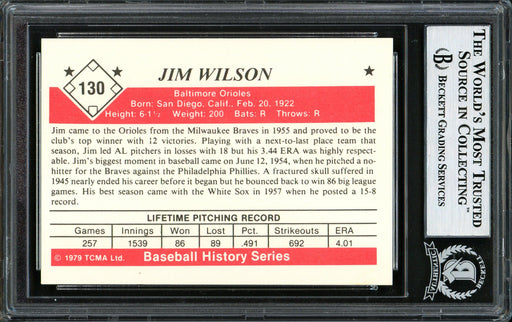 130
JIM WILSON
Baltimore Orioles
Born: San Diego, Calif., Feb. 20, 1922
Height: 6-1½ Weight: 200 Bats: R Throws: R
Jim came to the Orioles from the Milwaukee Braves in 1955 and proved to be the
club's top winner with 12 victories. Playing with a next-to-last place team that
season, Jim led AL pitchers in losses with 18 but his 3.44 ERA was highly respect-
able. Jim's biggest moment in baseball came on June 12, 1954, when he pitched a no-
hitter for the Braves against the Philadelphia Phillies. A fractured skull suffered in
1945 nearly ended his career before it began but he bounced back to win 86 big league
games. His best season came with the White Sox in 1957 when he posted a 15-8
record.
LIFETIME PITCHING RECORD
Games Innings Won Lost Pct. Strikeouts ERA
257 1539 86 89 .491 692 4.01
© 1979 TCMA Ltd. Baseball History Series
THE WORLD'S MOST TRUSTED
SOURCE IN COLLECTING™
BECKETT GRADING SERVICES
B
BECKETT
AUTHENTIC